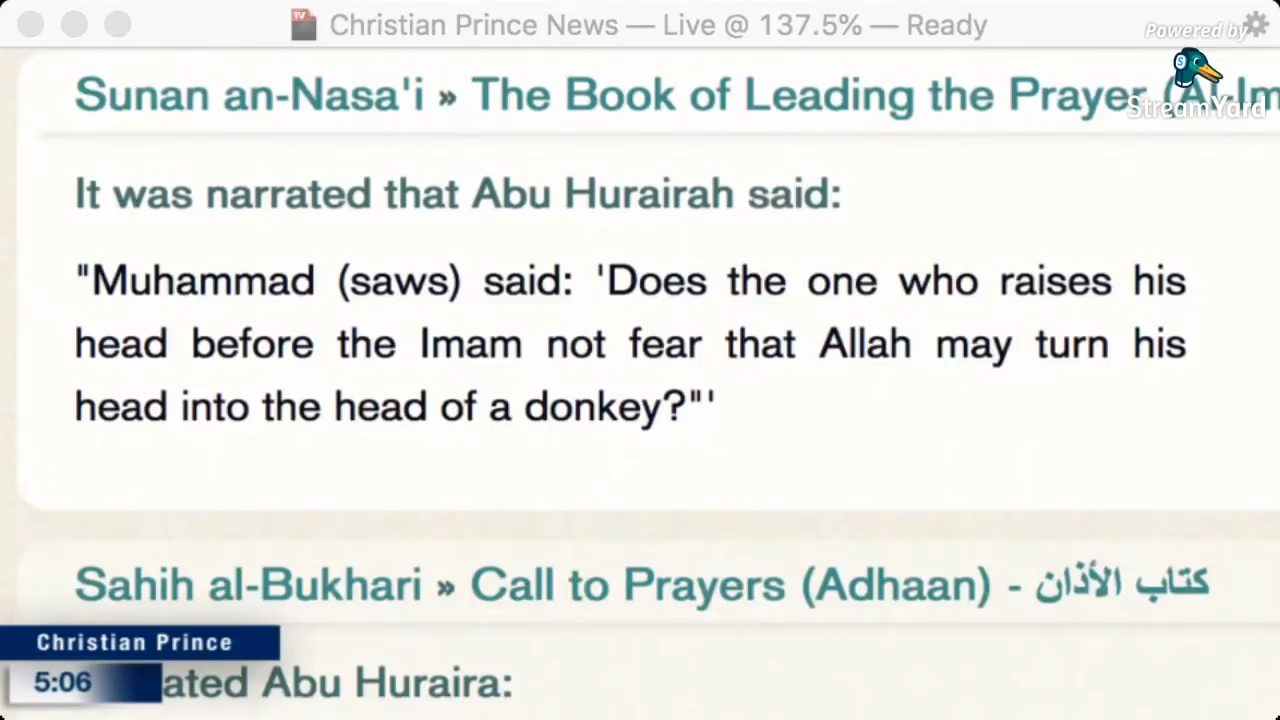 Christian Prince News — Live @ 137.5% — Ready
Powered by
StreamYard
Sunan an-Nasa'i » The Book of Leading the Prayer
It was narrated that Abu Hurairah said:
"Muhammad (saws) said: 'Does the one who raises his
head before the Imam not fear that Allah may turn his
head into the head of a donkey?"'
Sahih al-Bukhari » Call to Prayers (Adhaan) - كتاب الأذان
Christian Prince
5:06
ated Abu Huraira: